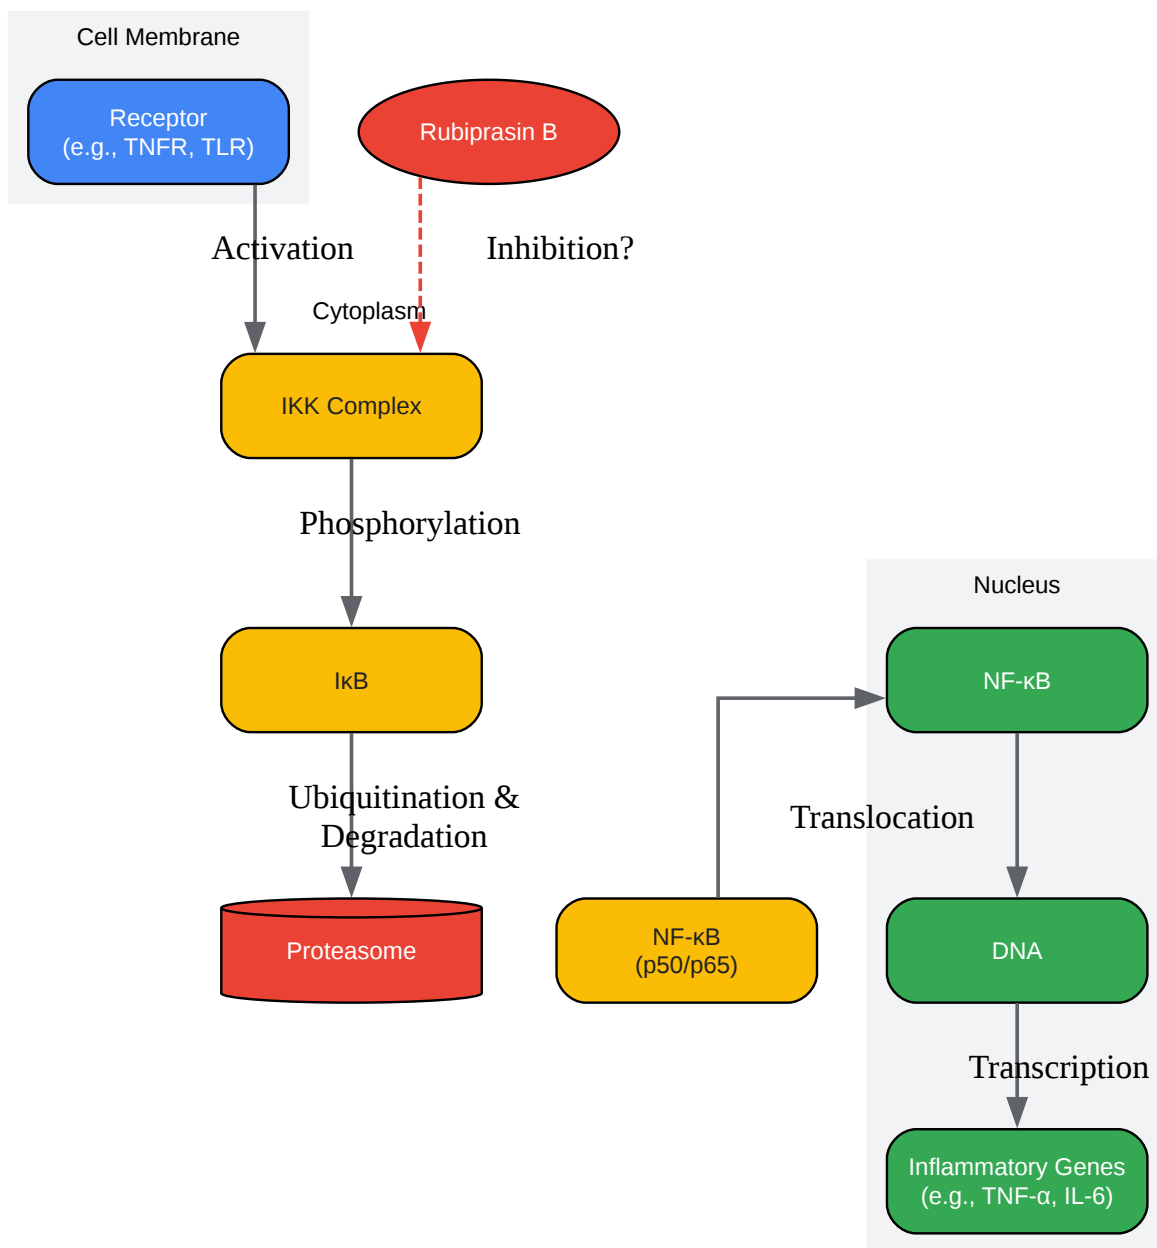 Cell Membrane
Receptor
(e.g., TNFR, TLR)
Rubiprasin B
Activation
Inhibition?
Cytoplasm
IKK Complex
Phosphorylation
Nucleus
IκB
NF-κB
Ubiquitination &
Degradation
Translocation
Proteasome
NF-κB
(p50/p65)
DNA
Transcription
Inflammatory Genes
(e.g., TNF-α, IL-6)